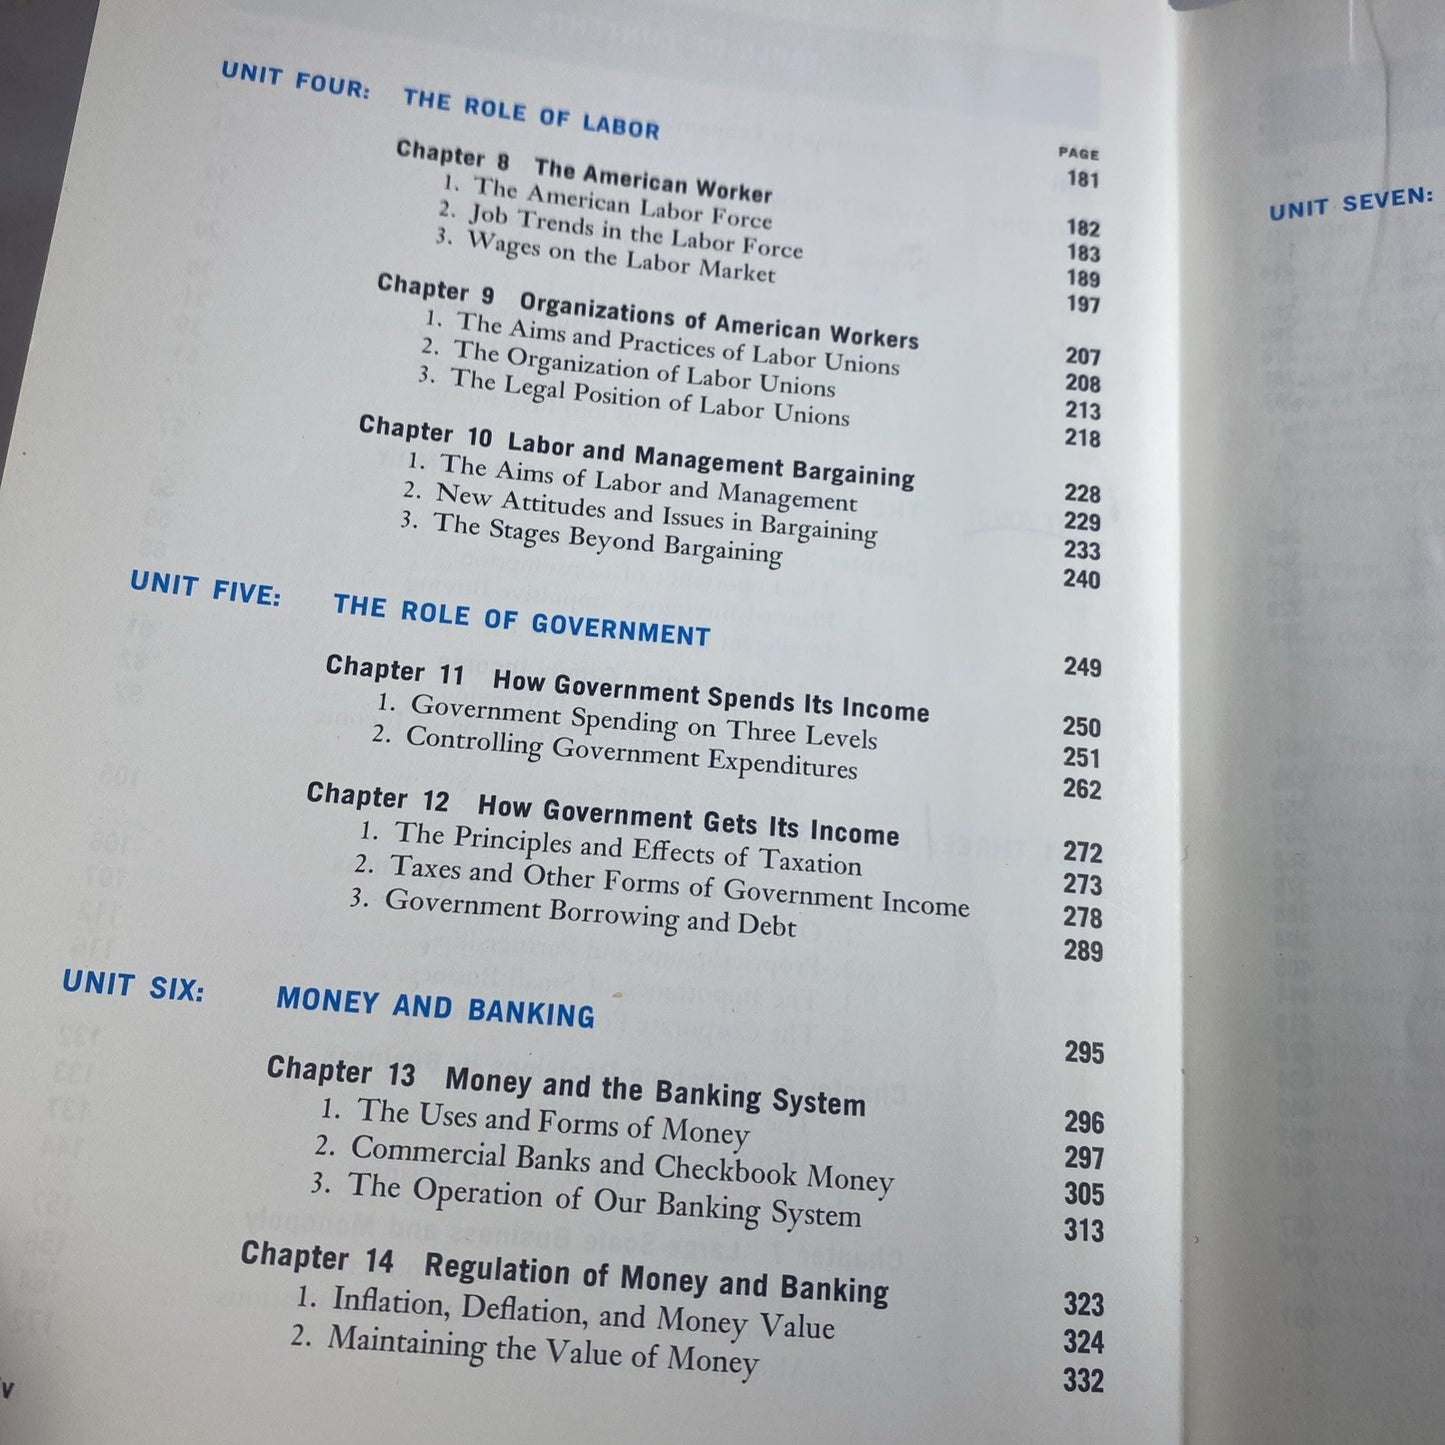 UNIT FOUR: THE ROLE OF LABOR
PAGE
181
Chapter 8 The American Worker 182
1. The American Labor Force 183
2. Job Trends in the Labor Force 189
3. Wages on the Labor Market 197
Chapter 9 Organizations of American Workers 207
1. The Aims and Practices of Labor Unions 208
2. The Organization of Labor Unions 213
3. The Legal Position of Labor Unions 218
Chapter 10 Labor and Management Bargaining 228
1. The Aims of Labor and Management 229
2. New Attitudes and Issues in Bargaining 233
3. The Stages Beyond Bargaining 240
UNIT FIVE: THE ROLE OF GOVERNMENT 249
Chapter 11 How Government Spends Its Income 250
1. Government Spending on Three Levels 251
2. Controlling Government Expenditures 262
Chapter 12 How Government Gets Its Income 272
1. The Principles and Effects of Taxation 273
2. Taxes and Other Forms of Government Income 278
3. Government Borrowing and Debt 289
UNIT SIX: MONEY AND BANKING 295
Chapter 13 Money and the Banking System 296
1. The Uses and Forms of Money 297
2. Commercial Banks and Checkbook Money 305
3. The Operation of Our Banking System 313
Chapter 14 Regulation of Money and Banking 323
1. Inflation, Deflation, and Money Value 324
2. Maintaining the Value of Money 332
UNIT SEVEN: